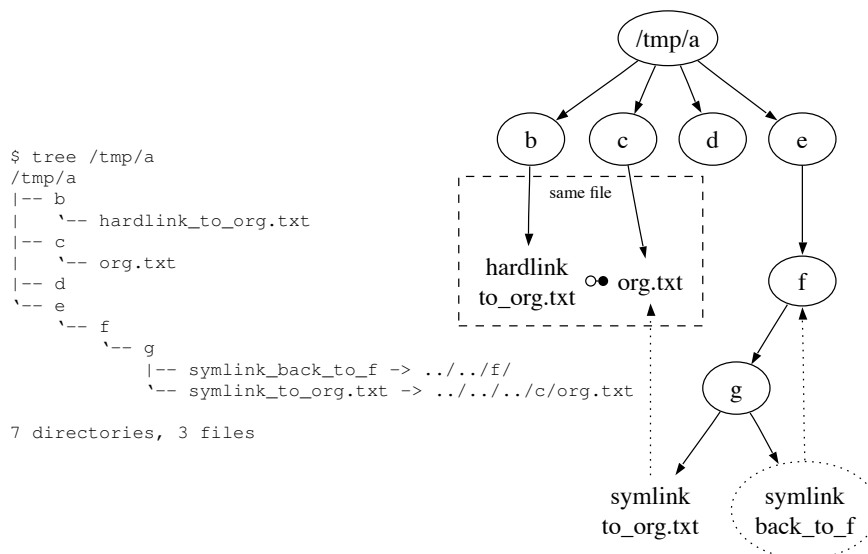 $ tree /tmp/a
/tmp/a
|-- b
|   `-- hardlink_to_org.txt
|-- c
|   `-- org.txt
|-- d
`-- e
    `-- f
        `-- g
            |-- symlink_back_to_f -> ../../f/
            `-- symlink_to_org.txt -> ../../../c/org.txt
7 directories, 3 files
/tmp/a
b
c
d
e
same file
hardlink
to_org.txt
org.txt
f
g
symlink
to_org.txt
symlink
back_to_f